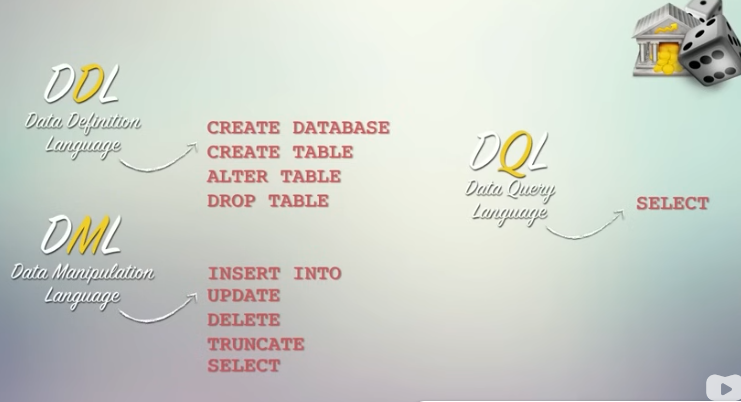 DDL
Data Definition
Language
CREATE DATABASE
CREATE TABLE
ALTER TABLE
DROP TABLE
DML
Data Manipulation
Language
INSERT INTO
UPDATE
DELETE
TRUNCATE
SELECT
DQL
Data Query
Language
SELECT